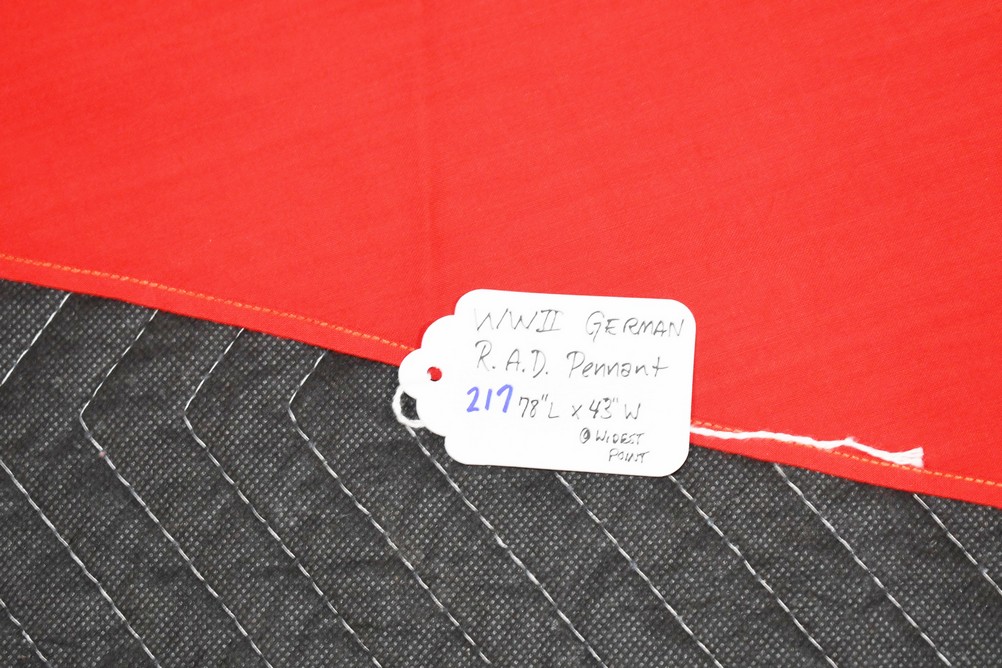 WWII GERMAN
R.A.D. Pennant
217 78"L x 43"W
@ WIDEST
POINT